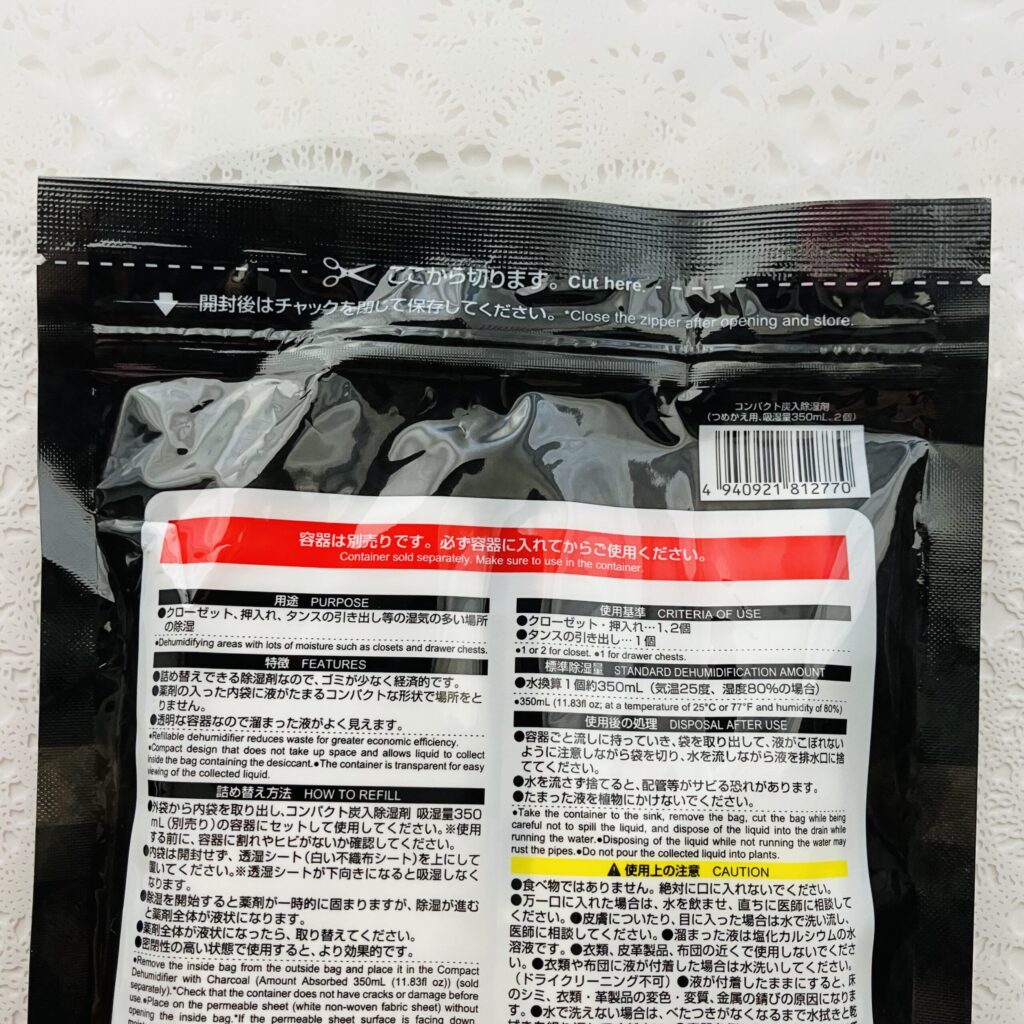 ここから切ります。Cut here.
開封後はチャックを閉じて保存してください。*Close the zipper after opening and store.
コンパクト炭入除湿剤
(つめかえ用、吸湿量350mL、2個)
4 940921 812770
容器は別売りです。必ず容器に入れてからご使用ください。
Container sold separately. Make sure to use in the container.
用途 PURPOSE
●クローゼット、押入れ、タンスの引き出し等の湿気の多い場所
の除湿
●Dehumidifying areas with lots of moisture such as closets and drawer chests.
特徴 FEATURES
●詰め替えできる除湿剤なので、ゴミが少なく経済的です。
●薬剤の入った内袋に液がたまるコンパクトな形状で場所をと
りません。
●透明な容器なので溜まった液がよく見えます。
●Refillable dehumidifier reduces waste for greater economic efficiency.
●Compact design that does not take up space and allows liquid to collect
inside the bag containing the desiccant.●The container is transparent for easy
viewing of the collected liquid.
詰め替え方法 HOW TO REFILL
●外袋から内袋を取り出し、コンパクト炭入除湿剤 吸湿量350
mL(別売り)の容器にセットして使用してください。※使用
する前に、容器に割れやヒビがないか確認してください。
●内袋は開封せず、透湿シート(白い不織布シート)を上にして
置いてください。※透湿シートが下向きになると吸湿しなく
なります。
●除湿を開始すると薬剤が一時的に固まりますが、除湿が進む
と薬剤全体が液状になります。
●薬剤全体が液状になったら、取り替えてください。
●密閉性の高い状態で使用すると、より効果的です。
●Remove the inside bag from the outside bag and place it in the Compact
Dehumidifier with Charcoal (Amount Absorbed 350mL (11.83fl oz)) (sold
separately).*Check that the container does not have cracks or damage before
use.●Place on the permeable sheet (white non-woven fabric sheet) without
opening the inside bag.*If the permeable sheet surface is facing down,
使用基準 CRITERIA OF USE
●クローゼット・押入れ…1、2個
●タンスの引き出し…1個
●1 or 2 for closet. ●1 for drawer chests.
標準除湿量 STANDARD DEHUMIDIFICATION AMOUNT
●水換算1個約350mL(気温25度、湿度80%の場合)
●350mL (11.83fl oz; at a temperature of 25°C or 77°F and humidity of 80%)
使用後の処理 DISPOSAL AFTER USE
●容器ごと流しに持っていき、袋を取り出して、液がこぼれない
ように注意しながら袋を切り、水を流しながら液を排水口に捨
ててください。
●水を流さず捨てると、配管等がサビる恐れがあります。
●たまった液を植物にかけないでください。
●Take the container to the sink, remove the bag, cut the bag while being
careful not to spill the liquid, and dispose of the liquid into the drain while
running the water.●Disposing of the liquid while not running the water may
rust the pipes.●Do not pour the collected liquid into plants.
使用上の注意 CAUTION
●食べ物ではありません。絶対に口に入れないでください。
●万一口に入れた場合は、水を飲ませ、直ちに医師に相談して
ください。●皮膚についたり、目に入った場合は水で洗い流し、
医師に相談してください。●溜まった液は塩化カルシウムの水
溶液です。●衣類、皮革製品、布団の近くで使用しないでくださ
い。●衣類や布団に液が付着した場合は水洗いしてください。
(ドライクリーニング不可)●液が付着したままにすると、床
のシミ、衣類・革製品の変色・変質、金属の錆びの原因になりま
す。●水で洗えない場合は、べたつきがなくなるまで水拭きと乾